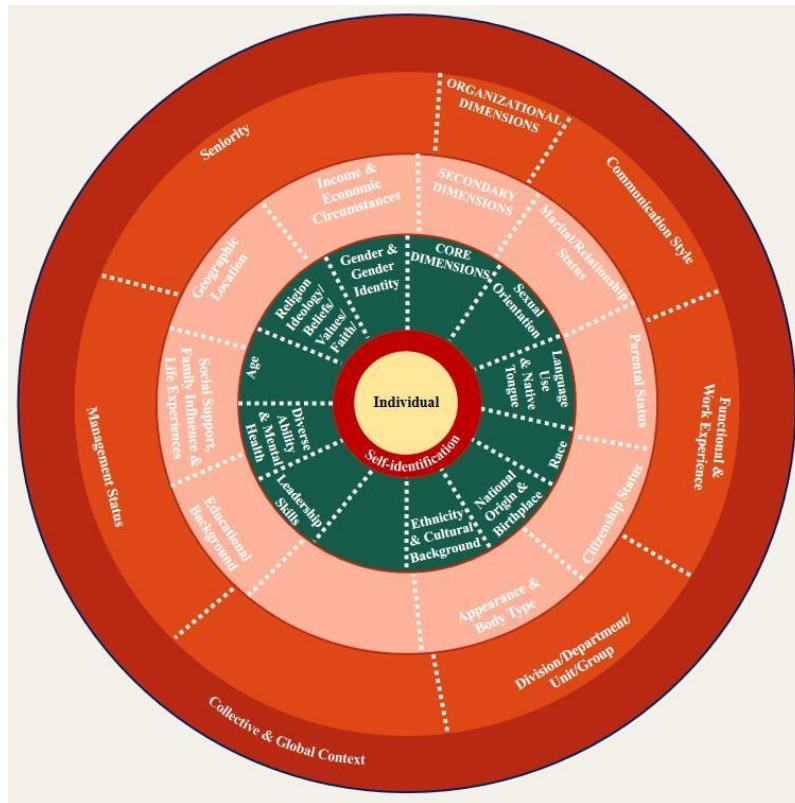 Individual
Self-identification
CORE
DIMENSIONS
Sexual
Orientation
Language
Use
& Native
Tongue
Race
National
Origin &
Birthplace
Ethnicity
& Cultural
Background
Leadership
Skills
Diverse
Ability
& Mental
Health
Age
Religion
Ideology/
Beliefs/
Values/
Faith/
Gender &
Gender
Identity
SECONDARY
DIMENSIONS
Marital/Relationship
Status
Parental Status
Citizenship Status
Appearance &
Body Type
Educational
Background
Social Support,
Family Influence &
Life Experiences
Geographic
Location
Income &
Economic
Circumstances
ORGANIZATIONAL
DIMENSIONS
Communication Style
Functional &
Work Experience
Division/Department/
Unit/Group
Management Status
Seniority
Collective & Global Context